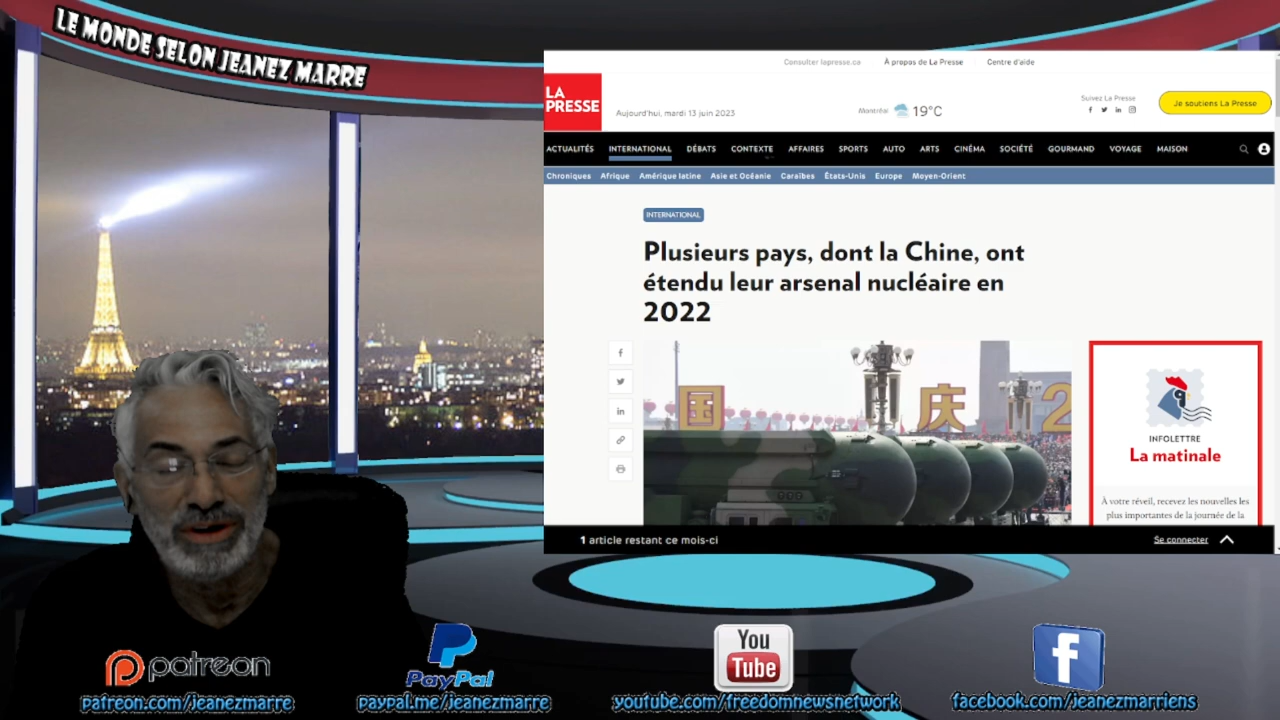 LE MONDE SELON JEANEZ MARRE
Consulter lapresse.ca
À propos de La Presse
Centre d'aide
LA
PRESSE
Aujourd'hui, mardi 13 juin 2023
Montréal 19°C
Suivez La Presse
Je soutiens La Presse
ACTUALITÉS INTERNATIONAL DÉBATS CONTEXTE AFFAIRES SPORTS AUTO ARTS CINÉMA SOCIÉTÉ GOURMAND VOYAGE MAISON
Chroniques Afrique Amérique latine Asie et Océanie Caraïbes États-Unis Europe Moyen-Orient
INTERNATIONAL
Plusieurs pays, dont la Chine, ont
étendu leur arsenal nucléaire en
2022
国 庆 2
INFOLETTRE
La matinale
À votre réveil, recevez les nouvelles les
plus importantes de la journée de la
1 article restant ce mois-ci
Se connecter
patreon
PayPal
You
Tube
patreon.com/jeanezmarre
paypal.me/jeanezmarre
youtube.com/freedomnewsnetwork
facebook.com/jeanezmarriens